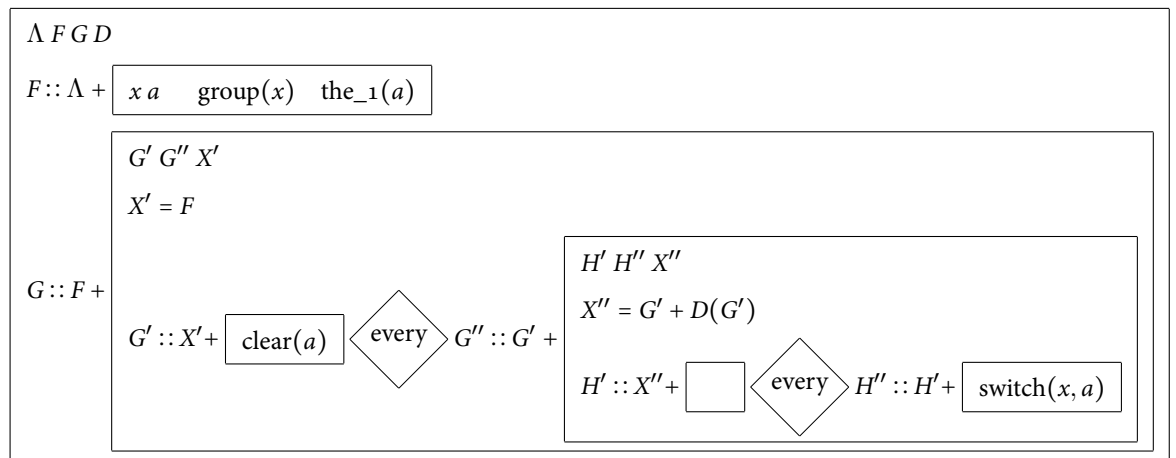 Λ F G D
F :: Λ + x a group(x) the_1(a)
G′ G″ X′
X′ = F
H′ H″ X″
X″ = G′ + D(G′)
G :: F + G′ :: X′+ clear(a) every G″ :: G′ +
H′ :: X″+ every H″ :: H′+ switch(x, a)